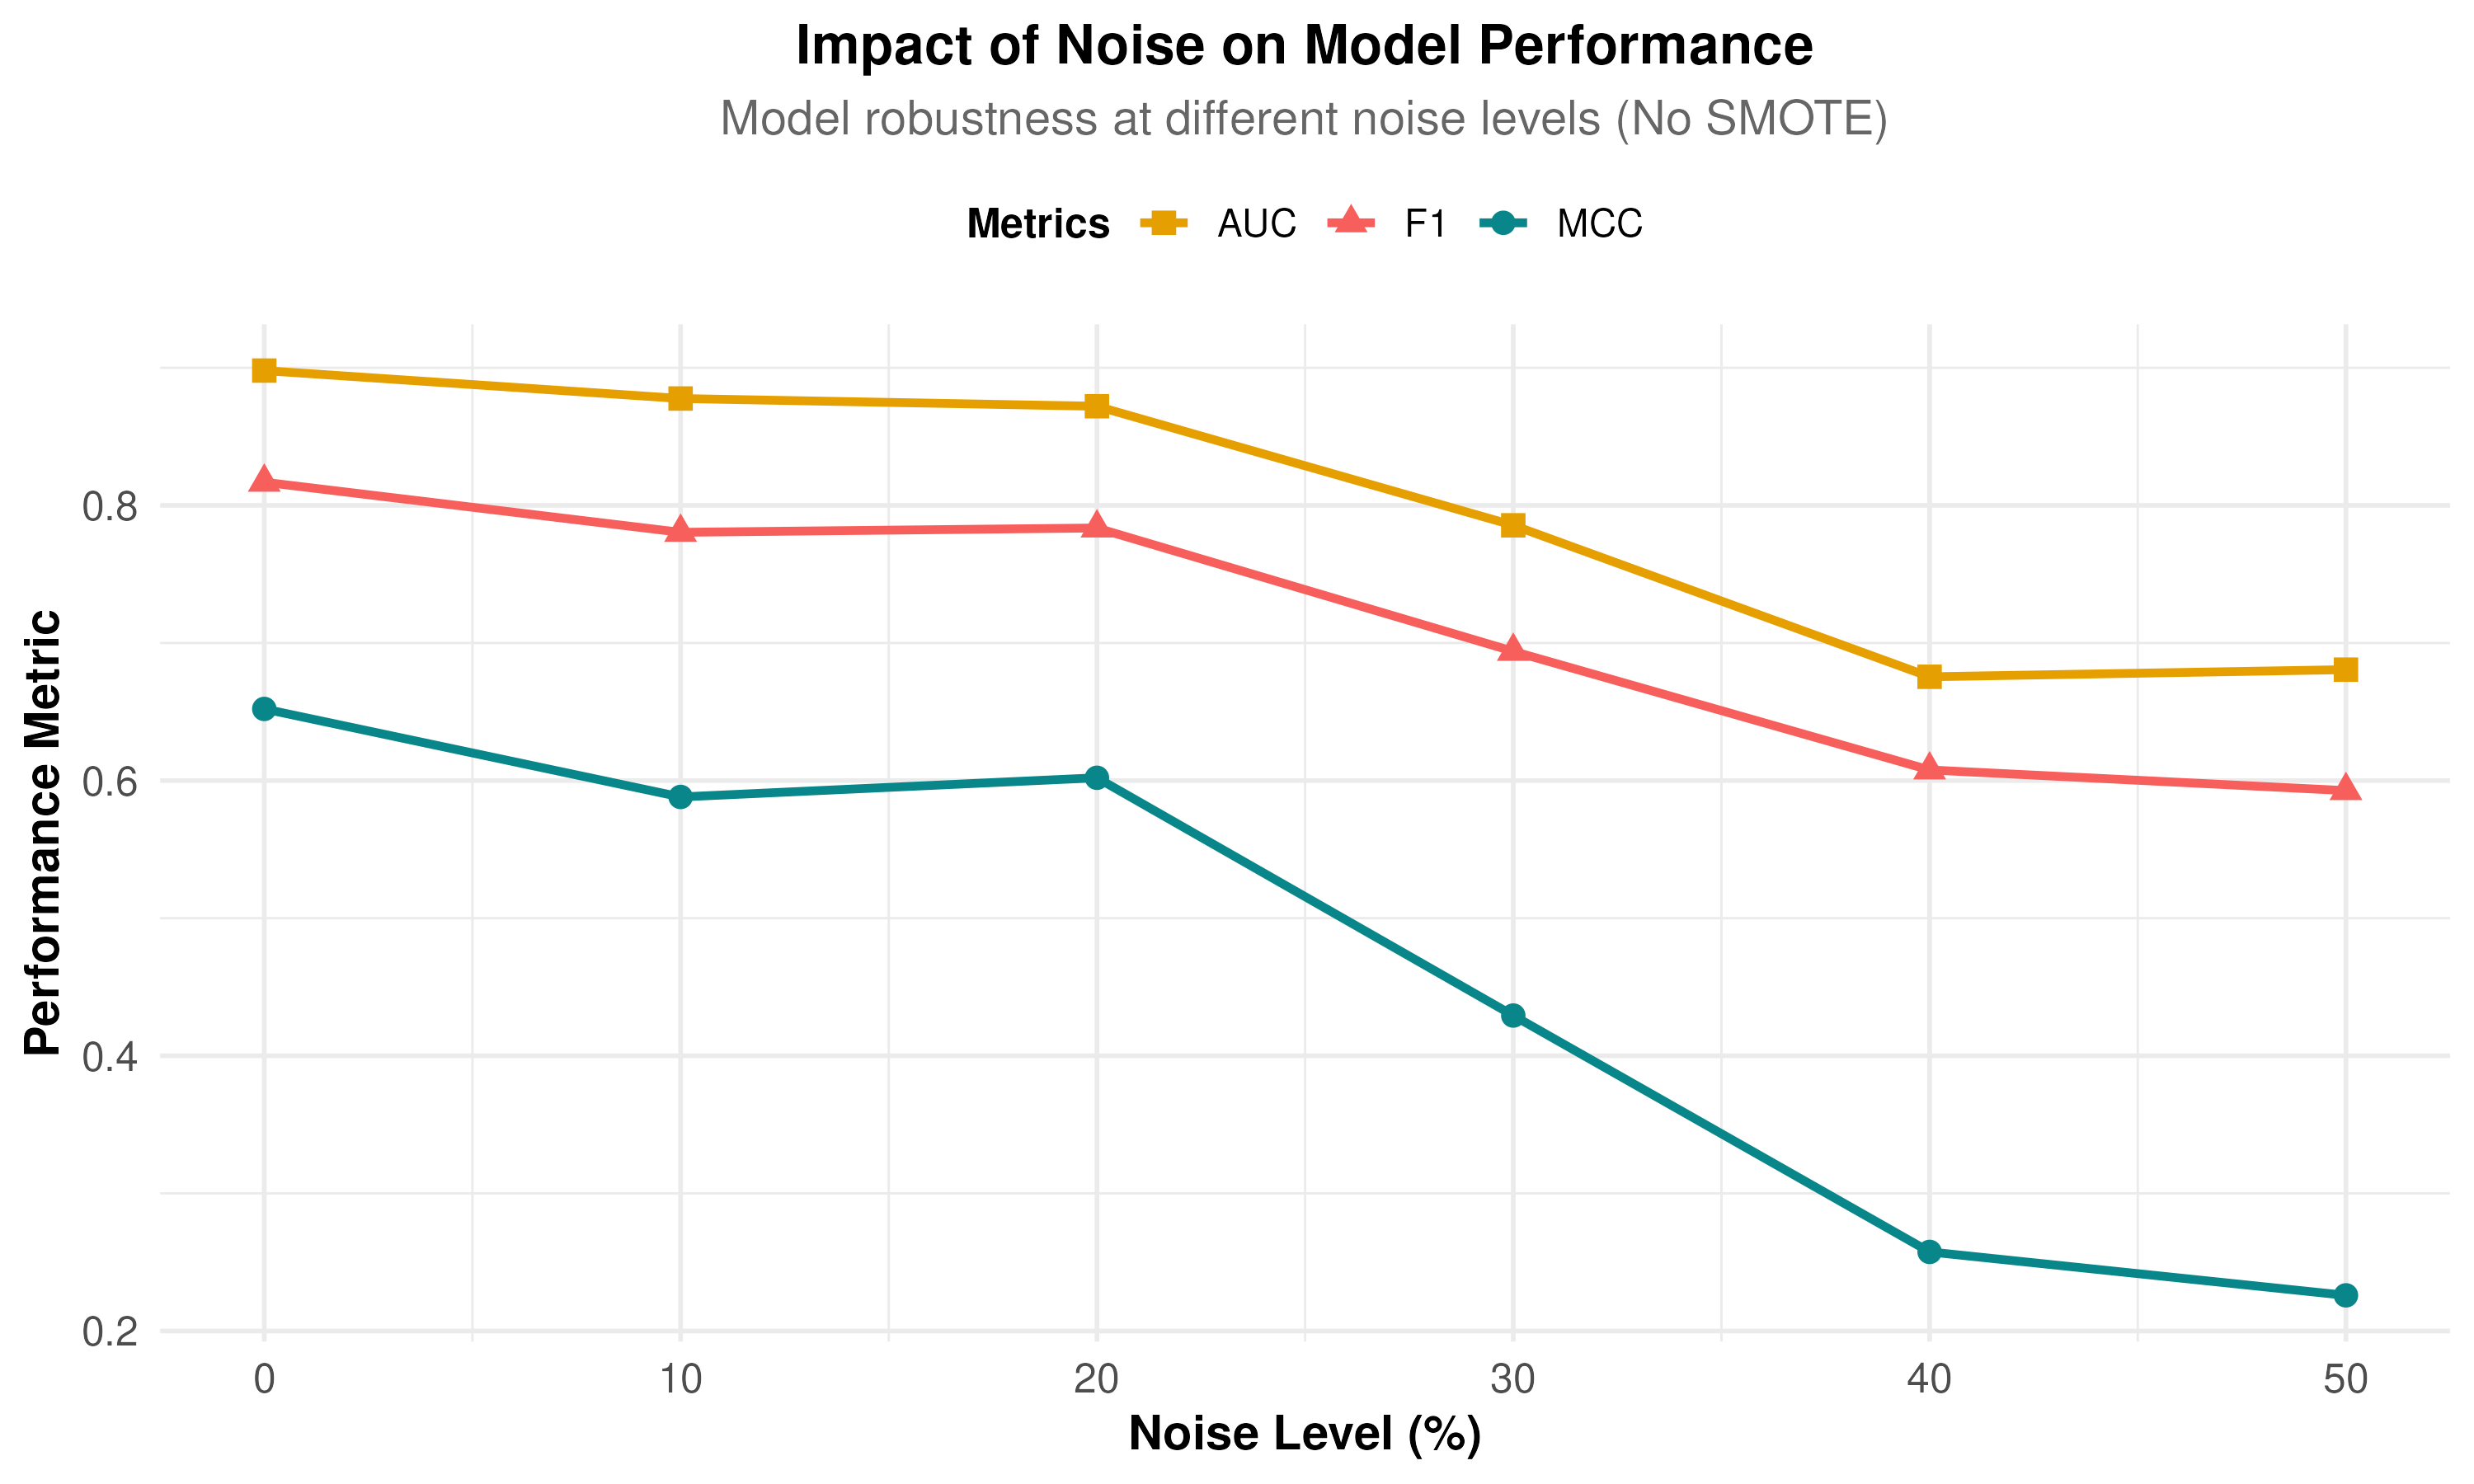 Impact of Noise on Model Performance
Model robustness at different noise levels (No SMOTE)
Metrics AUC F1 MCC
Performance Metric
0.8
0.6
0.4
0.2
0 10 20 30 40 50
Noise Level (%)